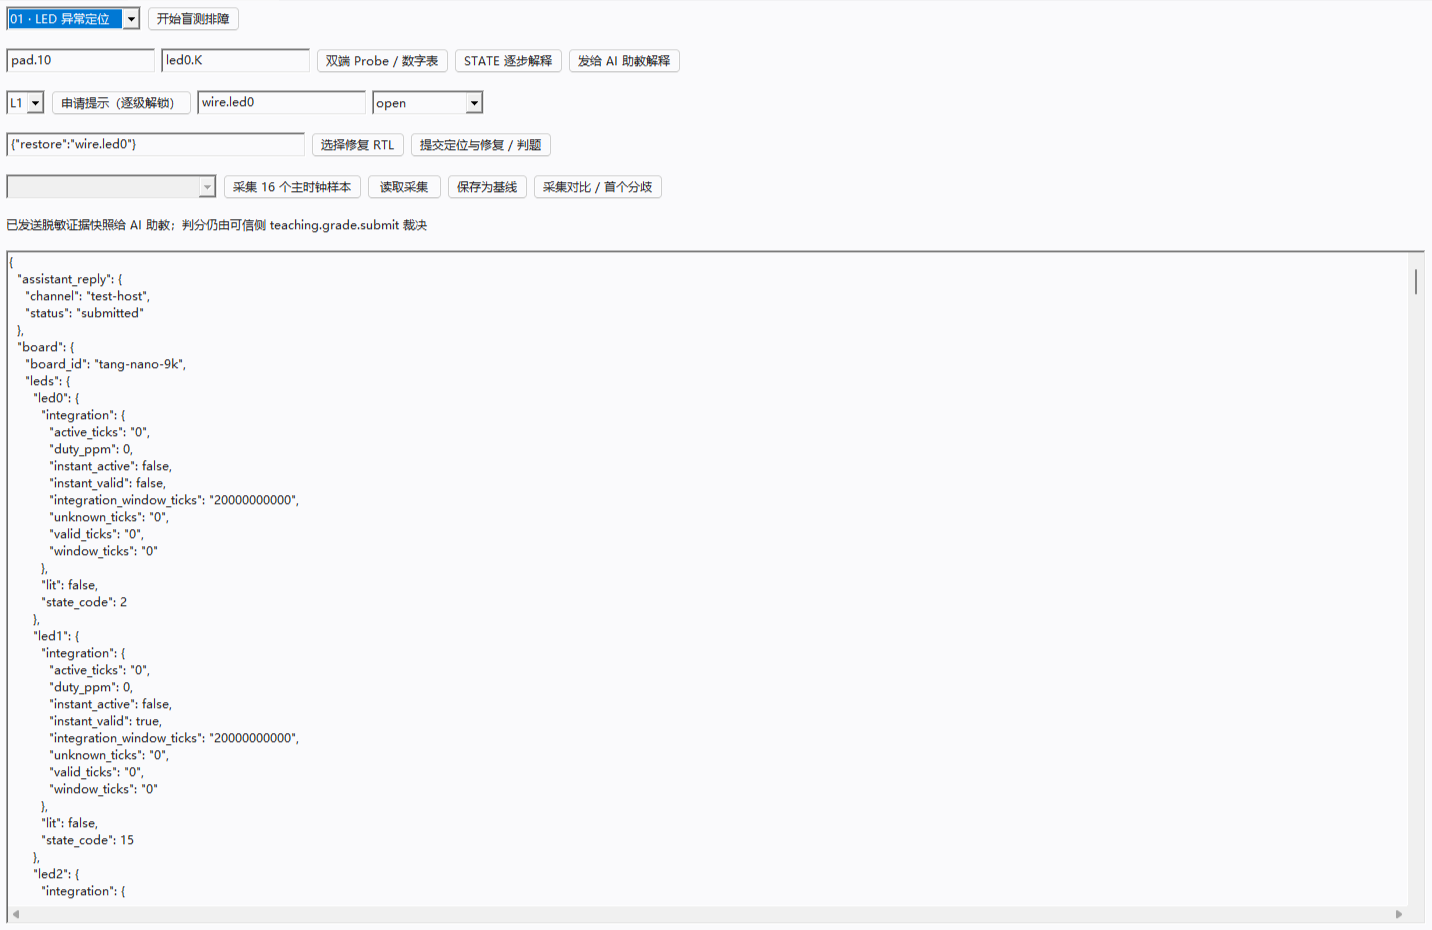 01 · LED 异常定位 开始盲测排障
pad.10 led0.K 双端 Probe / 数字表 STATE 逐步解释 发给 AI 助教解释
L1 申请提示（逐级解锁） wire.led0 open
{"restore":"wire.led0"} 选择修复 RTL 提交定位与修复 / 判题
采集 16 个主时钟样本 读取采集 保存为基线 采集对比 / 首个分歧
已发送脱敏证据快照给 AI 助教；判分仍由可信侧 teaching.grade.submit 裁决
{
"assistant_reply": {
"channel": "test-host",
"status": "submitted"
},
"board": {
"board_id": "tang-nano-9k",
"leds": {
"led0": {
"integration": {
"active_ticks": "0",
"duty_ppm": 0,
"instant_active": false,
"instant_valid": false,
"integration_window_ticks": "20000000000",
"unknown_ticks": "0",
"valid_ticks": "0",
"window_ticks": "0"
},
"lit": false,
"state_code": 2
},
"led1": {
"integration": {
"active_ticks": "0",
"duty_ppm": 0,
"instant_active": false,
"instant_valid": true,
"integration_window_ticks": "20000000000",
"unknown_ticks": "0",
"valid_ticks": "0",
"window_ticks": "0"
},
"lit": false,
"state_code": 15
},
"led2": {
"integration": {